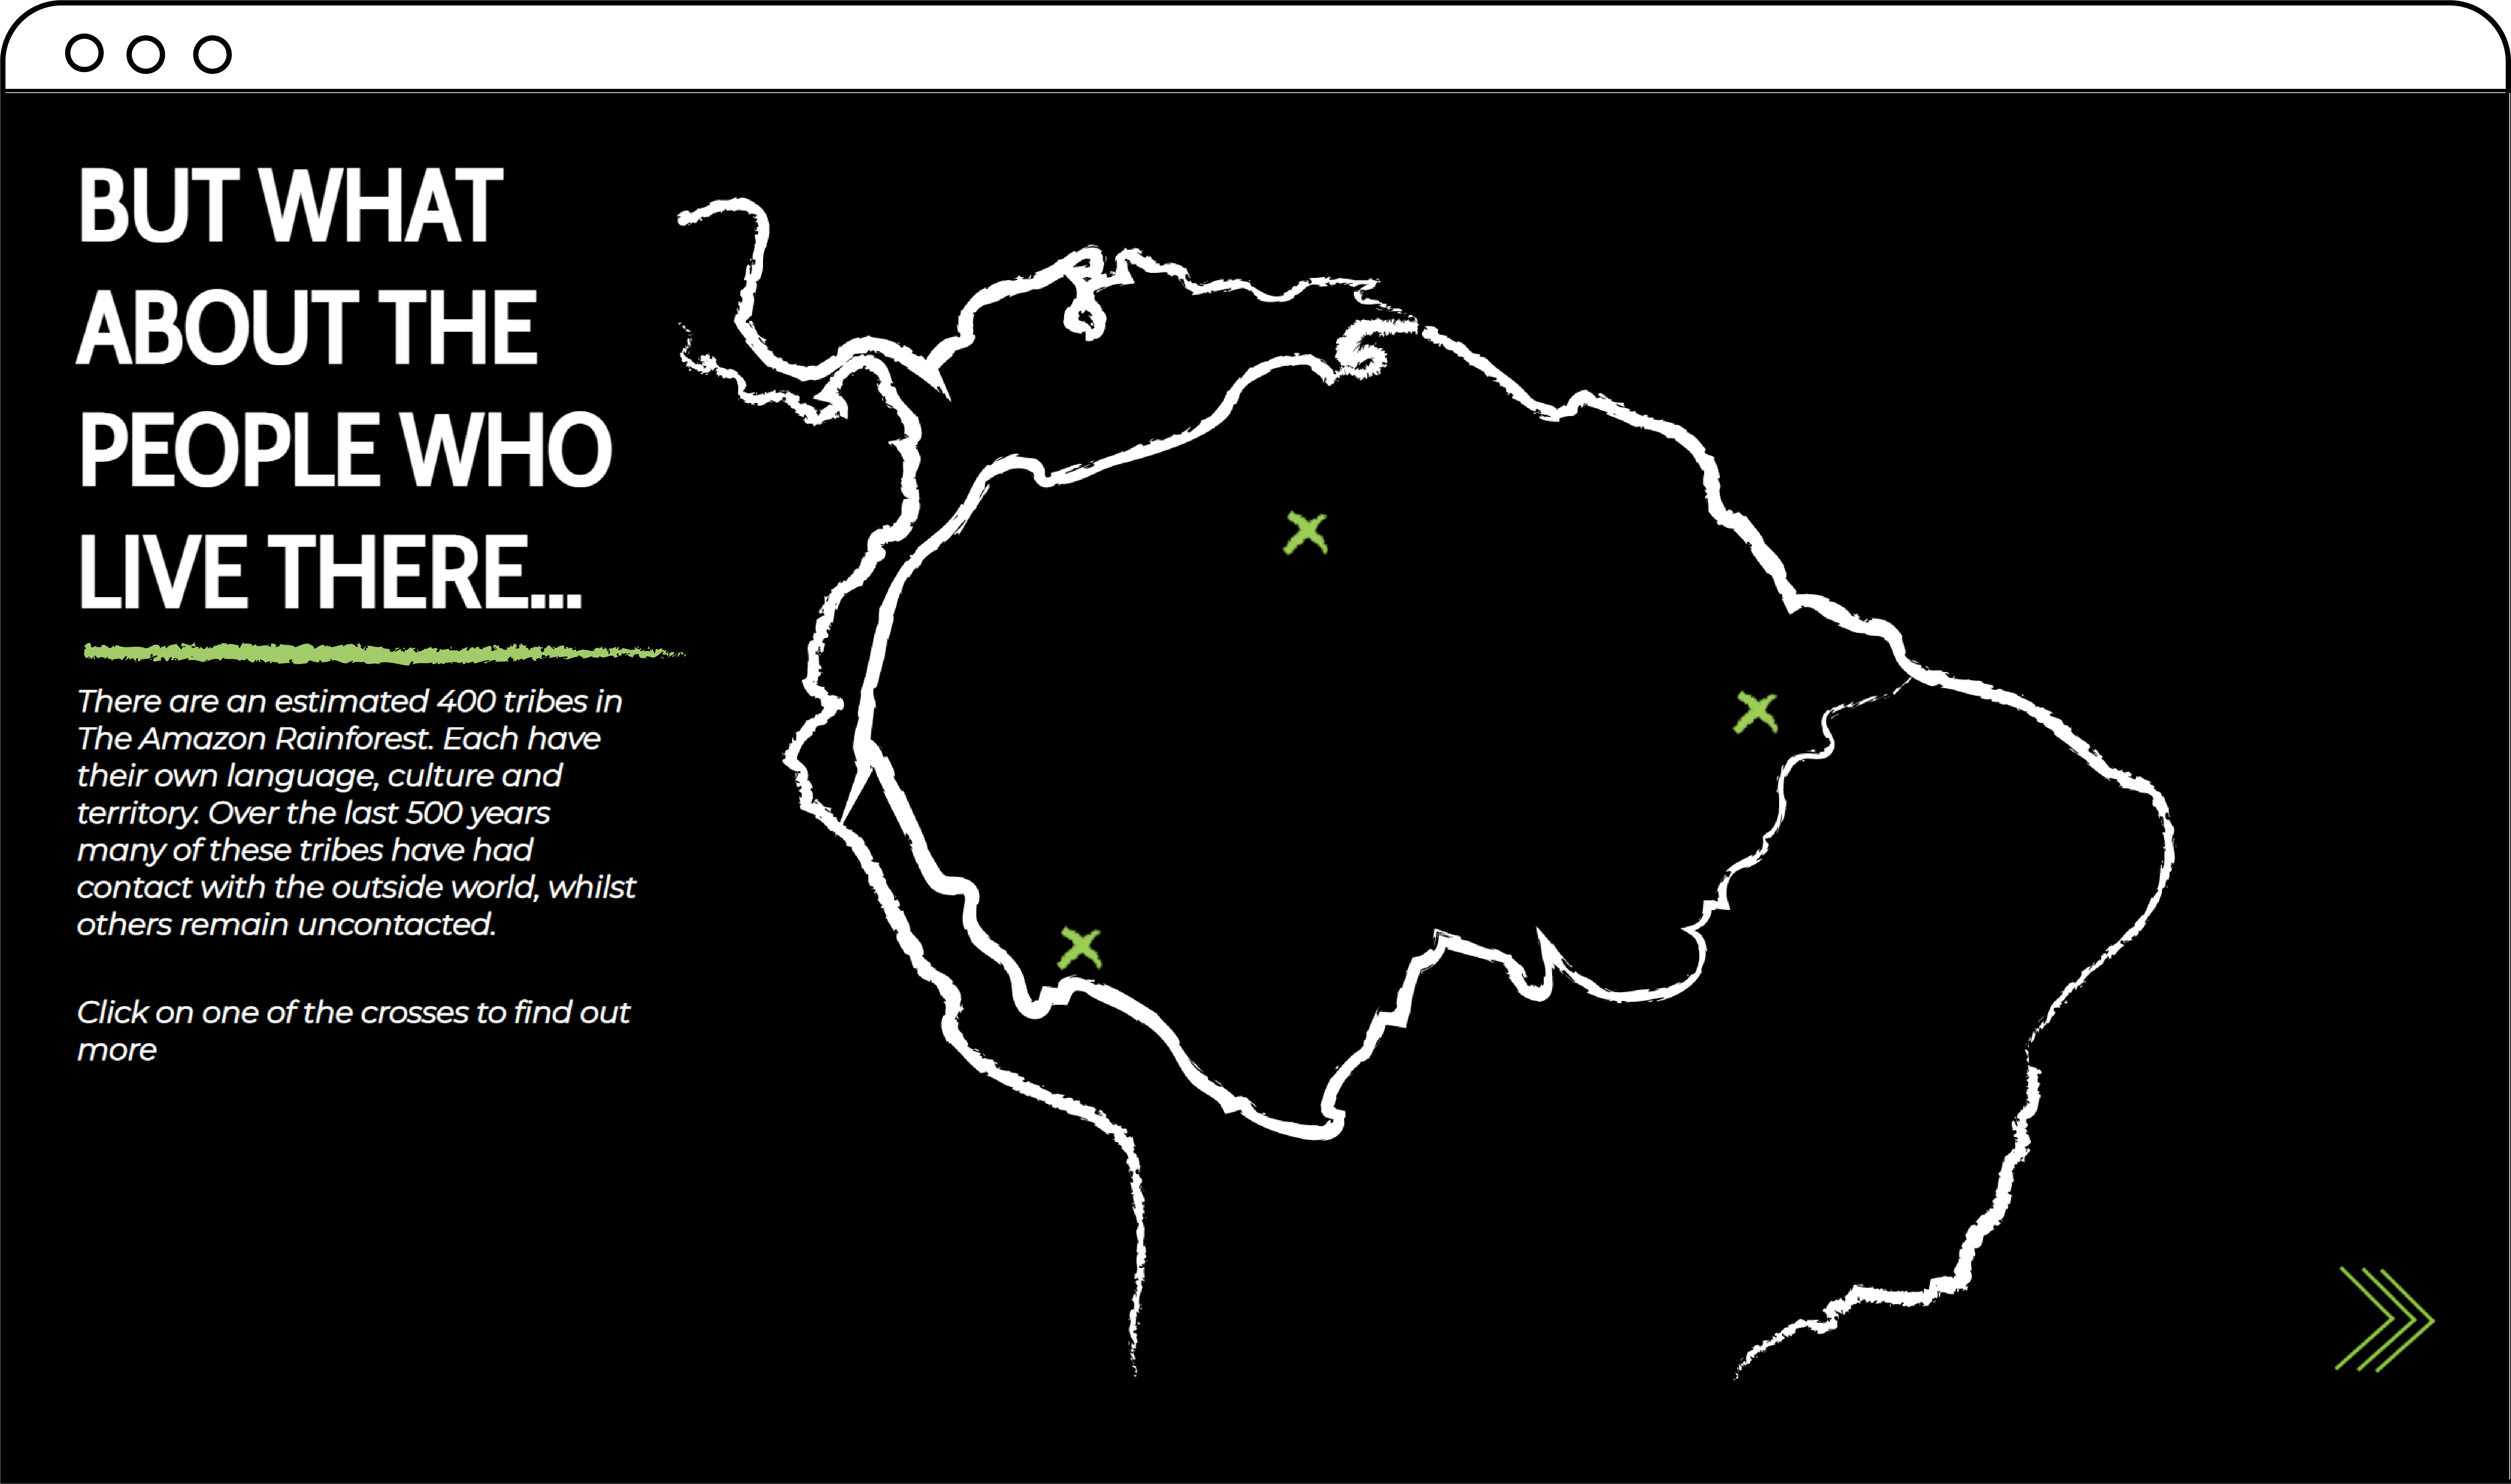 BUT WHAT
ABOUT THE
PEOPLE WHO
LIVE THERE...
There are an estimated 400 tribes in
The Amazon Rainforest. Each have
their own language, culture and
territory. Over the last 500 years
many of these tribes have had
contact with the outside world, whilst
others remain uncontacted.
Click on one of the crosses to find out
more